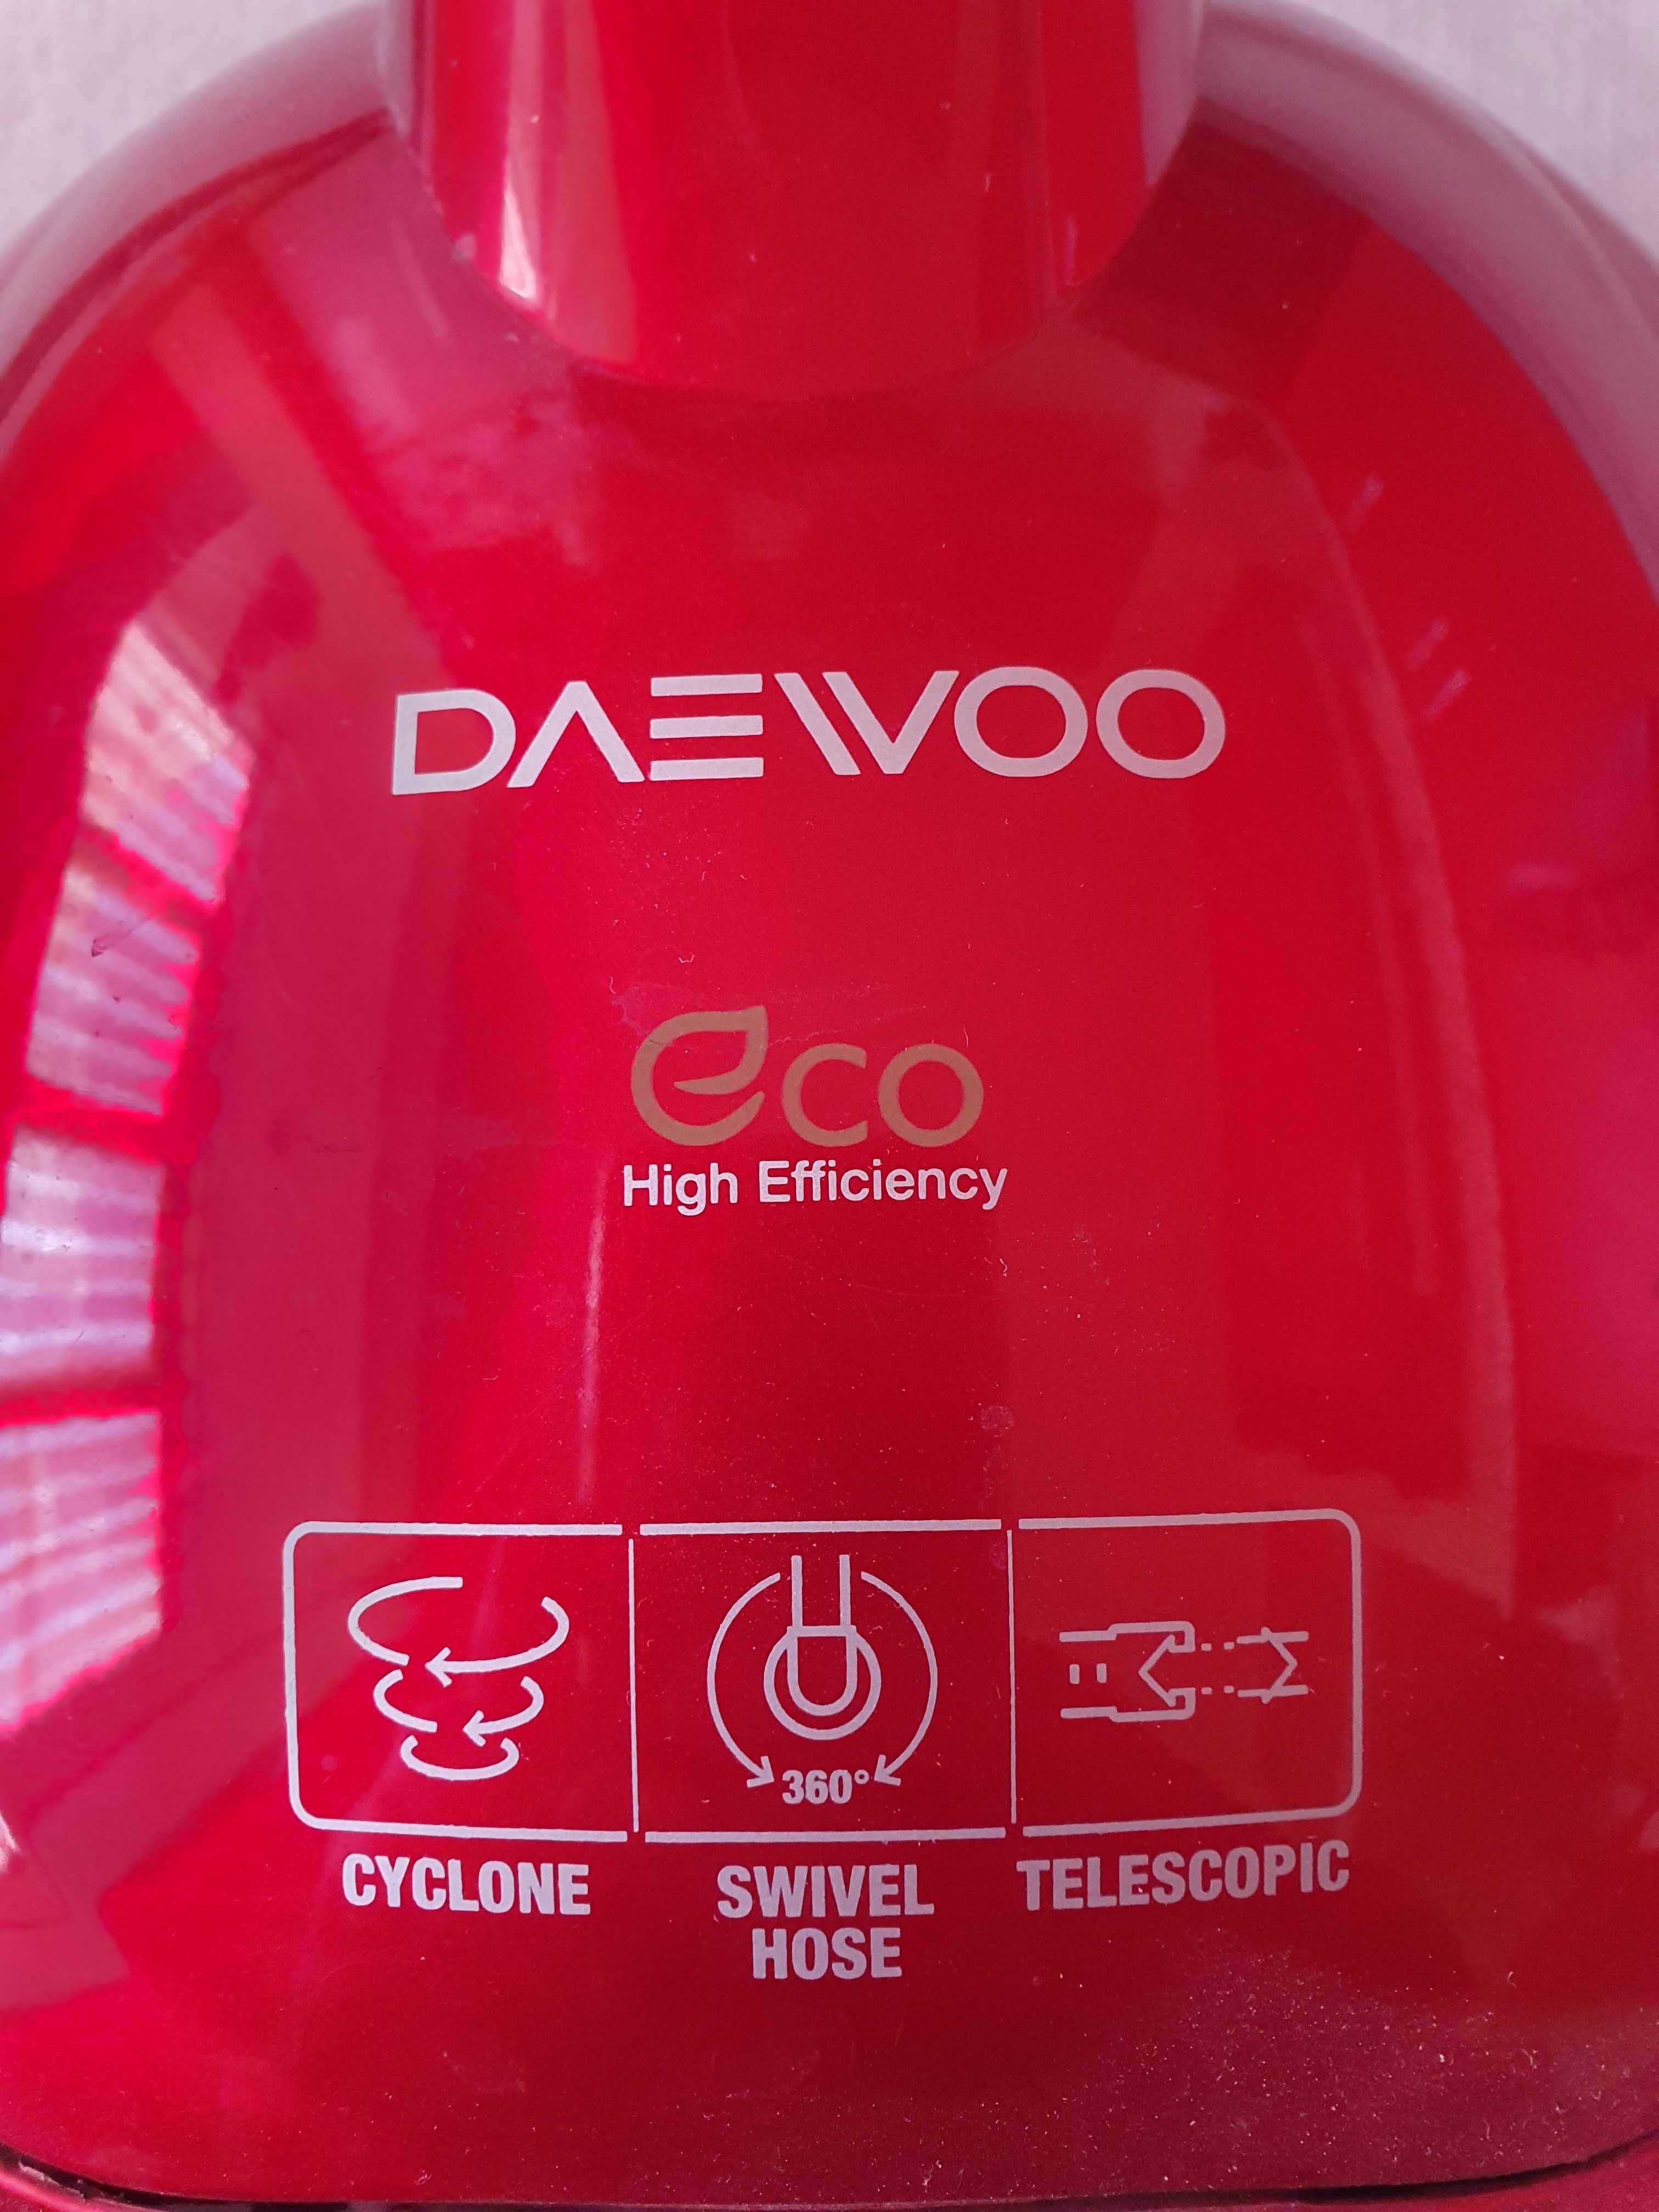 DAEWOO
eco
High Efficiency
360°
CYCLONE
SWIVEL
HOSE
TELESCOPIC